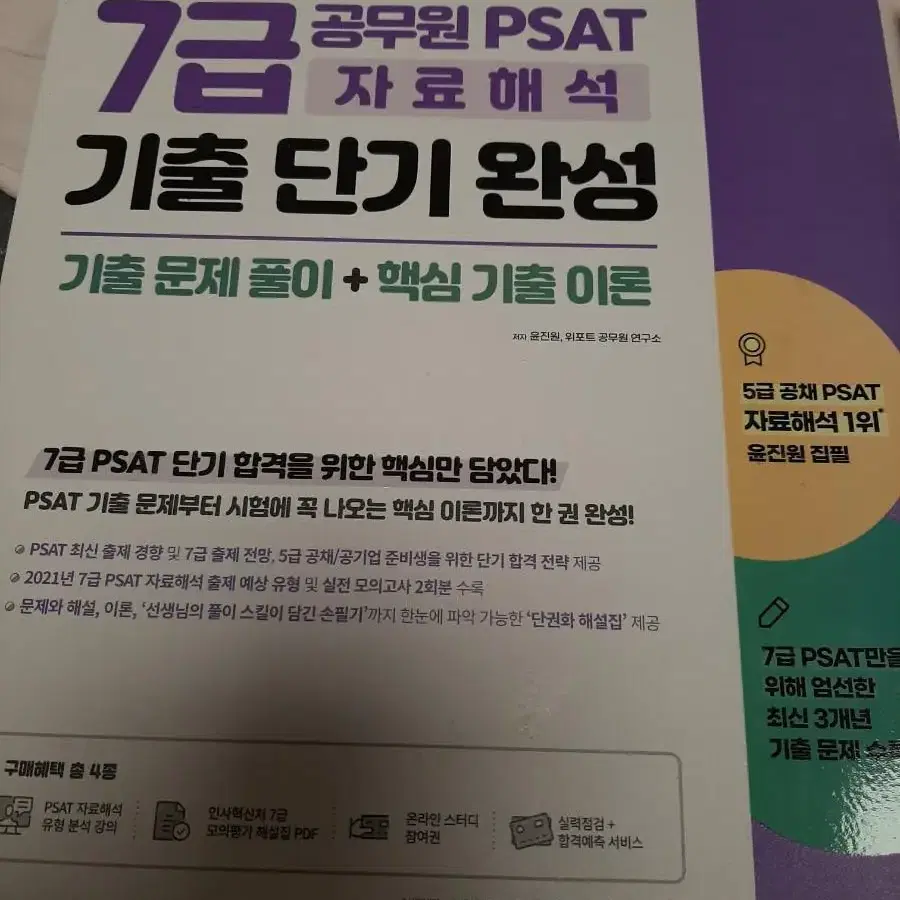 7급 공무원 PSAT
자료해석
기출 단기 완성
기출 문제 풀이 + 핵심 기출 이론
저자 윤진원, 위포트 공무원 연구소
5급 공채 PSAT
자료해석 1위*
윤진원 집필
7급 PSAT 단기 합격을 위한 핵심만 담았다!
PSAT 기출 문제부터 시험에 꼭 나오는 핵심 이론까지 한 권 완성!
PSAT 최신 출제 경향 및 7급 출제 전망, 5급 공채/공기업 준비생을 위한 단기 합격 전략 제공
2021년 7급 PSAT 자료해석 출제 예상 유형 및 실전 모의고사 2회분 수록
문제와 해설, 이론, ‘선생님의 풀이 스킬이 담긴 손필기’까지 한눈에 파악 가능한 ‘단권화 해설집’ 제공
7급 PSAT만을
위해 엄선한
최신 3개년
기출 문제
구매혜택 총 4종
PSAT 자료해석
유형 분석 강의
인사혁신처 7급
모의평가 해설집 PDF
온라인 스터디
참여권
실력점검 +
합격예측 서비스